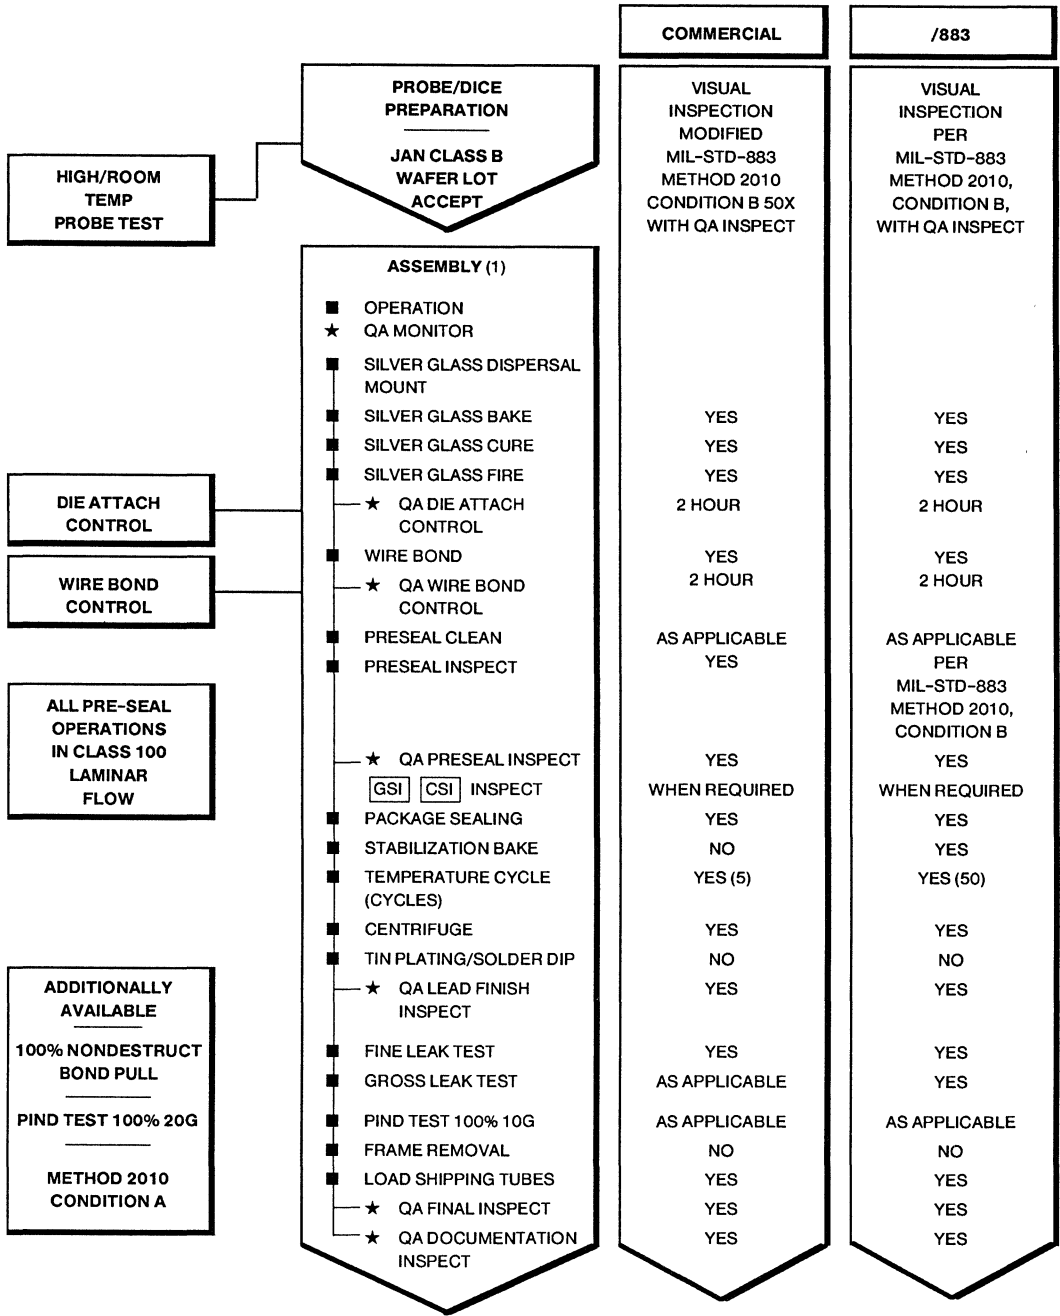 COMMERCIAL
/883
PROBE/DICE
PREPARATION
JAN CLASS B
WAFER LOT
ACCEPT
VISUAL
INSPECTION
MODIFIED
MIL-STD-883
METHOD 2010
CONDITION B 50X
WITH QA INSPECT
VISUAL
INSPECTION
PER
MIL-STD-883
METHOD 2010,
CONDITION B,
WITH QA INSPECT
HIGH/ROOM
TEMP
PROBE TEST
ASSEMBLY (1)
■ OPERATION
★ QA MONITOR
■ SILVER GLASS DISPERSAL
MOUNT
■ SILVER GLASS BAKE YES YES
■ SILVER GLASS CURE YES YES
■ SILVER GLASS FIRE YES YES
DIE ATTACH
CONTROL
★ QA DIE ATTACH 2 HOUR 2 HOUR
CONTROL
■ WIRE BOND YES YES
WIRE BOND
CONTROL
★ QA WIRE BOND 2 HOUR 2 HOUR
CONTROL
■ PRESEAL CLEAN AS APPLICABLE AS APPLICABLE
■ PRESEAL INSPECT YES PER
MIL-STD-883
METHOD 2010,
CONDITION B
ALL PRE-SEAL
OPERATIONS
IN CLASS 100
LAMINAR
FLOW
★ QA PRESEAL INSPECT YES YES
GSI CSI INSPECT WHEN REQUIRED WHEN REQUIRED
■ PACKAGE SEALING YES YES
■ STABILIZATION BAKE NO YES
■ TEMPERATURE CYCLE YES (5) YES (50)
(CYCLES)
■ CENTRIFUGE YES YES
■ TIN PLATING/SOLDER DIP NO NO
★ QA LEAD FINISH YES YES
INSPECT
ADDITIONALLY
AVAILABLE
100% NONDESTRUCT
BOND PULL
PIND TEST 100% 20G
METHOD 2010
CONDITION A
■ FINE LEAK TEST YES YES
■ GROSS LEAK TEST AS APPLICABLE YES
■ PIND TEST 100% 10G AS APPLICABLE AS APPLICABLE
■ FRAME REMOVAL NO NO
■ LOAD SHIPPING TUBES YES YES
★ QA FINAL INSPECT YES YES
★ QA DOCUMENTATION YES YES
INSPECT